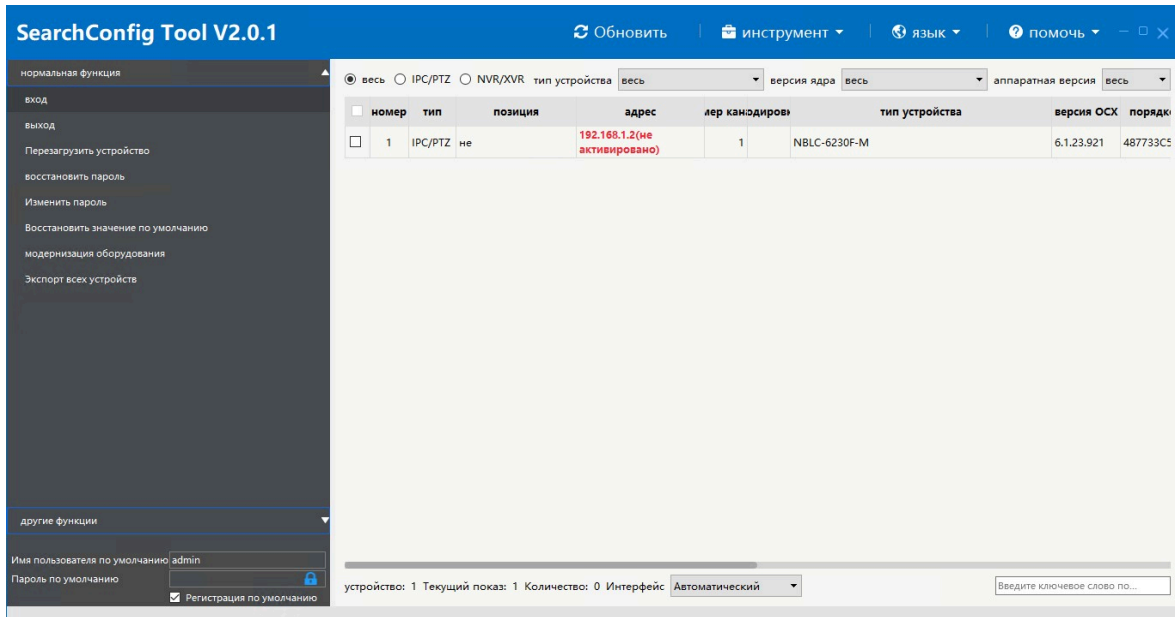 SearchConfig Tool V2.0.1
Обновить
инструмент
язык
помочь
нормальная функция
вход
выход
Перезагрузить устройство
восстановить пароль
Изменить пароль
Восстановить значение по умолчанию
модернизация оборудования
Экспорт всех устройств
другие функции
Имя пользователя по умолчанию admin
Пароль по умолчанию
Регистрация по умолчанию
весь IPC/PTZ NVR/XVR тип устройства весь версия ядра весь аппаратная версия весь
номер тип позиция адрес мер кан одировк тип устройства версия ОСХ порядк
1 IPC/PTZ не 192.168.1.2(не
активировано) 1 NBLC-6230F-M 6.1.23.921 487733C5
устройство: 1 Текущий показ: 1 Количество: 0 Интерфейс Автоматический
Введите ключевое слово по...